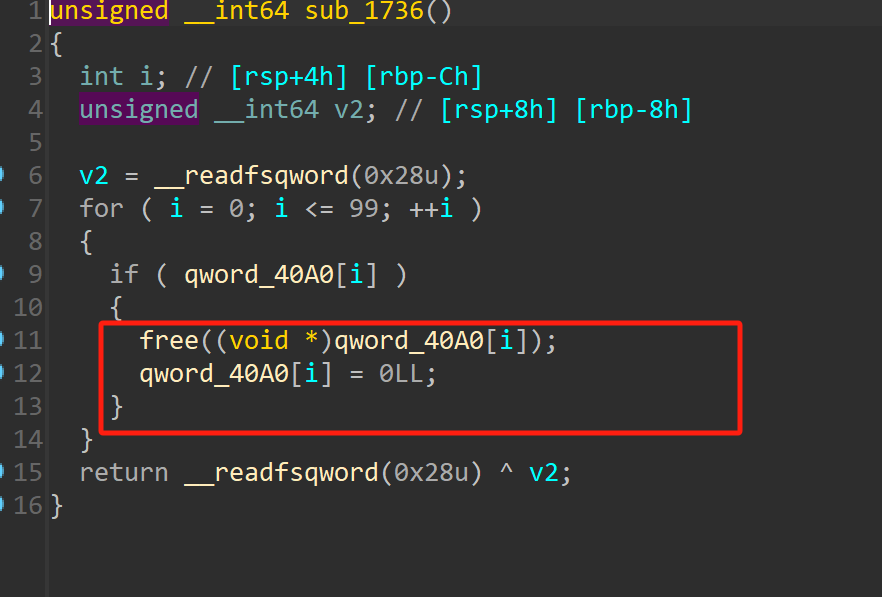 1 unsigned __int64 sub_1736()
2 {
3   int i; // [rsp+4h] [rbp-Ch]
4   unsigned __int64 v2; // [rsp+8h] [rbp-8h]
5
6   v2 = __readfsqword(0x28u);
7   for ( i = 0; i <= 99; ++i )
8   {
9     if ( qword_40A0[i] )
10     {
11       free((void *)qword_40A0[i]);
12       qword_40A0[i] = 0LL;
13     }
14   }
15   return __readfsqword(0x28u) ^ v2;
16 }